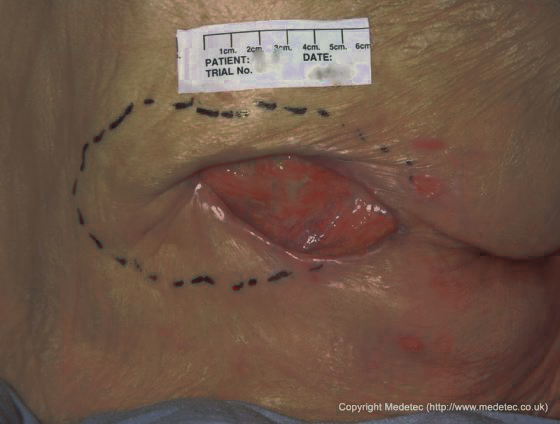 1cm. 2cm. 3cm. 4cm. 5cm. 6cm
PATIENT: DATE:
TRIAL No.
Copyright Medetec (http://www.medetec.co.uk)